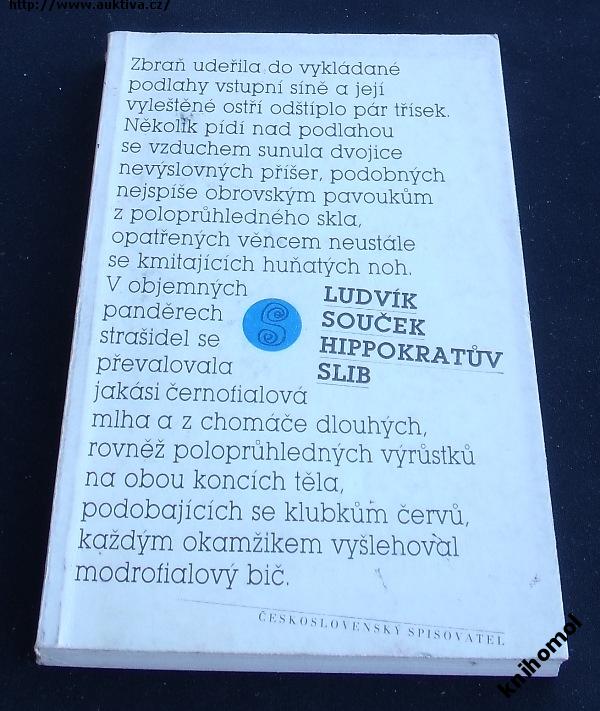 http://www.auktiva.cz/
Zbraň udeřila do vykládané
podlahy vstupní síně a její
vyleštěné ostří odštíplo pár třísek.
Několik pídí nad podlahou
se vzduchem sunula dvojice
nevýslovných příšer, podobných
nejspíše obrovským pavoukům
z poloprůhledného skla,
opatřených věncem neustále
se kmitajících huňatých noh.
V objemných
panděrech
strašidel se
převalovala
jakási černofialová
mlha a z chomáče dlouhých,
rovněž poloprůhledných výrůstků
na obou koncích těla,
podobajících se klubkům červů,
každým okamžikem vyšlehoval
modrofialový bič.
LUDVÍK
SOUČEK
HIPPOKRATŮV
SLIB
ČESKOSLOVENSKÝ SPISOVATEL
knihomol